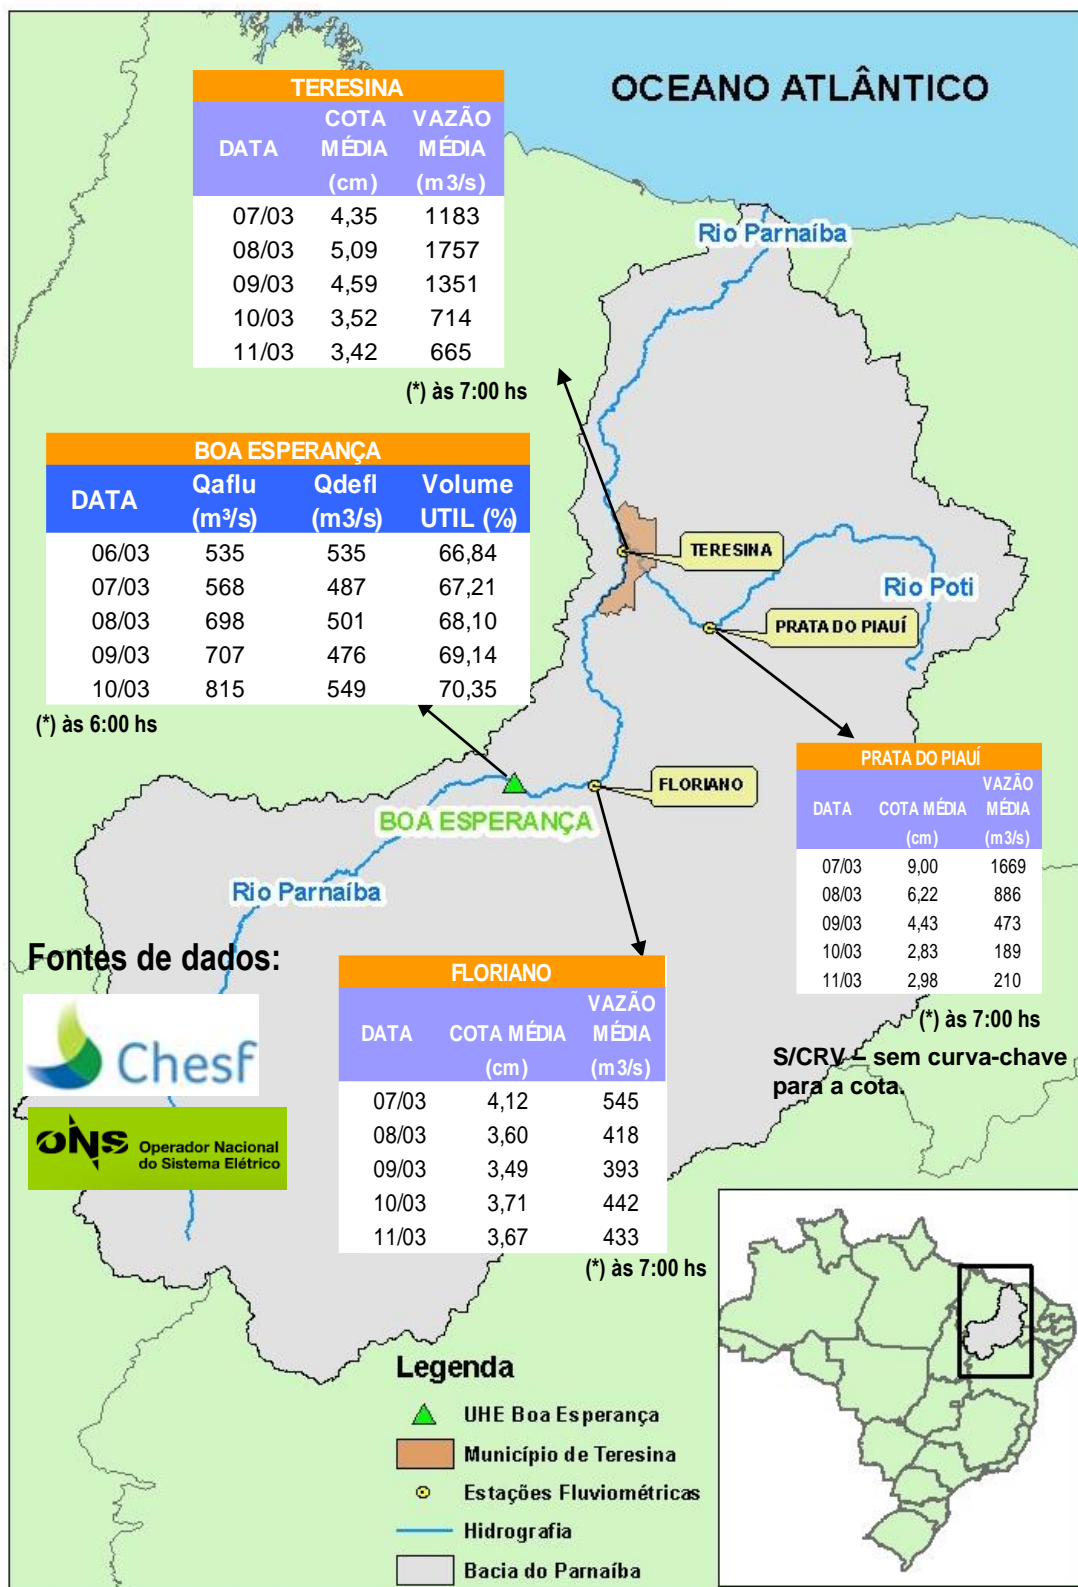 OCEANO ATLÂNTICO
TERESINA
DATA COTA MÉDIA (cm) VAZÃO MÉDIA (m3/s)
07/03 4,35 1183
08/03 5,09 1757
09/03 4,59 1351
10/03 3,52 714
11/03 3,42 665
(*) às 7:00 hs
Rio Parnaíba
BOA ESPERANÇA
DATA Qaflu (m³/s) Qdefl (m3/s) Volume UTIL (%)
06/03 535 535 66,84
07/03 568 487 67,21
08/03 698 501 68,10
09/03 707 476 69,14
10/03 815 549 70,35
(*) às 6:00 hs
TERESINA
Rio Poti
PRATA DO PIAUÍ
FLORIANO
BOA ESPERANÇA
Rio Parnaíba
PRATA DO PIAUÍ
DATA COTA MÉDIA (cm) VAZÃO MÉDIA (m3/s)
07/03 9,00 1669
08/03 6,22 886
09/03 4,43 473
10/03 2,83 189
11/03 2,98 210
(*) às 7:00 hs
S/CRV – sem curva-chave
para a cota.
Fontes de dados:
Chesf
ONS Operador Nacional
do Sistema Elétrico
FLORIANO
DATA COTA MÉDIA (cm) VAZÃO MÉDIA (m3/s)
07/03 4,12 545
08/03 3,60 418
09/03 3,49 393
10/03 3,71 442
11/03 3,67 433
(*) às 7:00 hs
Legenda
UHE Boa Esperança
Município de Teresina
Estações Fluviométricas
Hidrografia
Bacia do Parnaíba